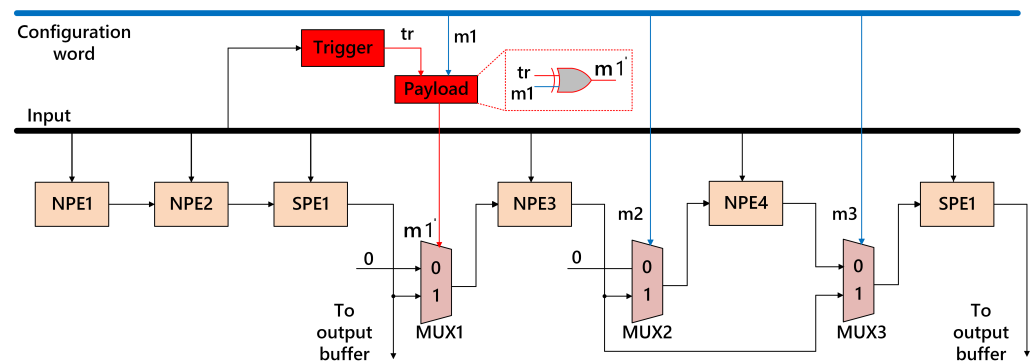 Configuration
word
Trigger
tr
m1
Payload
tr
m1
m1'
Input
NPE1
NPE2
SPE1
NPE3
NPE4
SPE1
m1'
m2
m3
0
0
1
MUX1
0
0
1
MUX2
0
1
MUX3
To
output
buffer
To
output
buffer